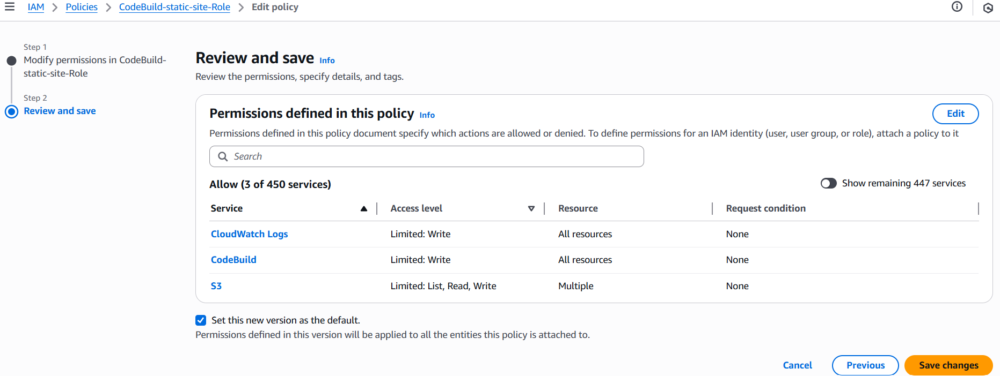 IAM > Policies > CodeBuild-static-site-Role > Edit policy
Step 1
Modify permissions in CodeBuild-
static-site-Role
Step 2
Review and save
Review and save Info
Review the permissions, specify details, and tags.
Permissions defined in this policy Info
Edit
Permissions defined in this policy document specify which actions are allowed or denied. To define permissions for an IAM identity (user, user group, or role), attach a policy to it
Search
Allow (3 of 450 services)
Show remaining 447 services
Service Access level Resource Request condition
CloudWatch Logs Limited: Write All resources None
CodeBuild Limited: Write All resources None
S3 Limited: List, Read, Write Multiple None
Set this new version as the default.
Permissions defined in this version will be applied to all the entities this policy is attached to.
Cancel Previous Save changes